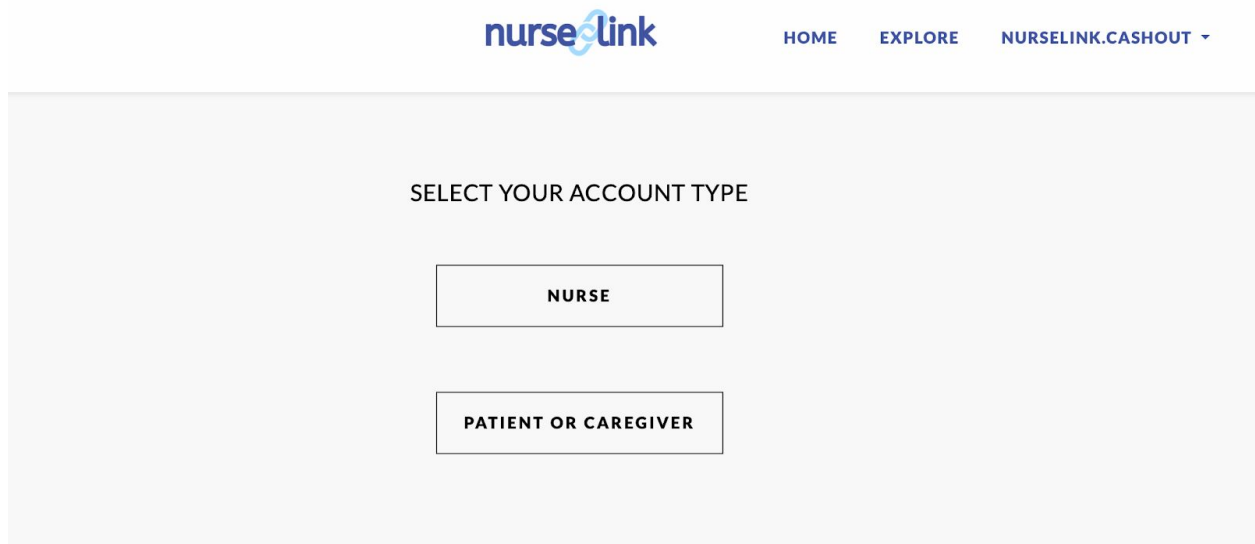 nurselink
HOME EXPLORE NURSELINK.CASHOUT
SELECT YOUR ACCOUNT TYPE
NURSE
PATIENT OR CAREGIVER